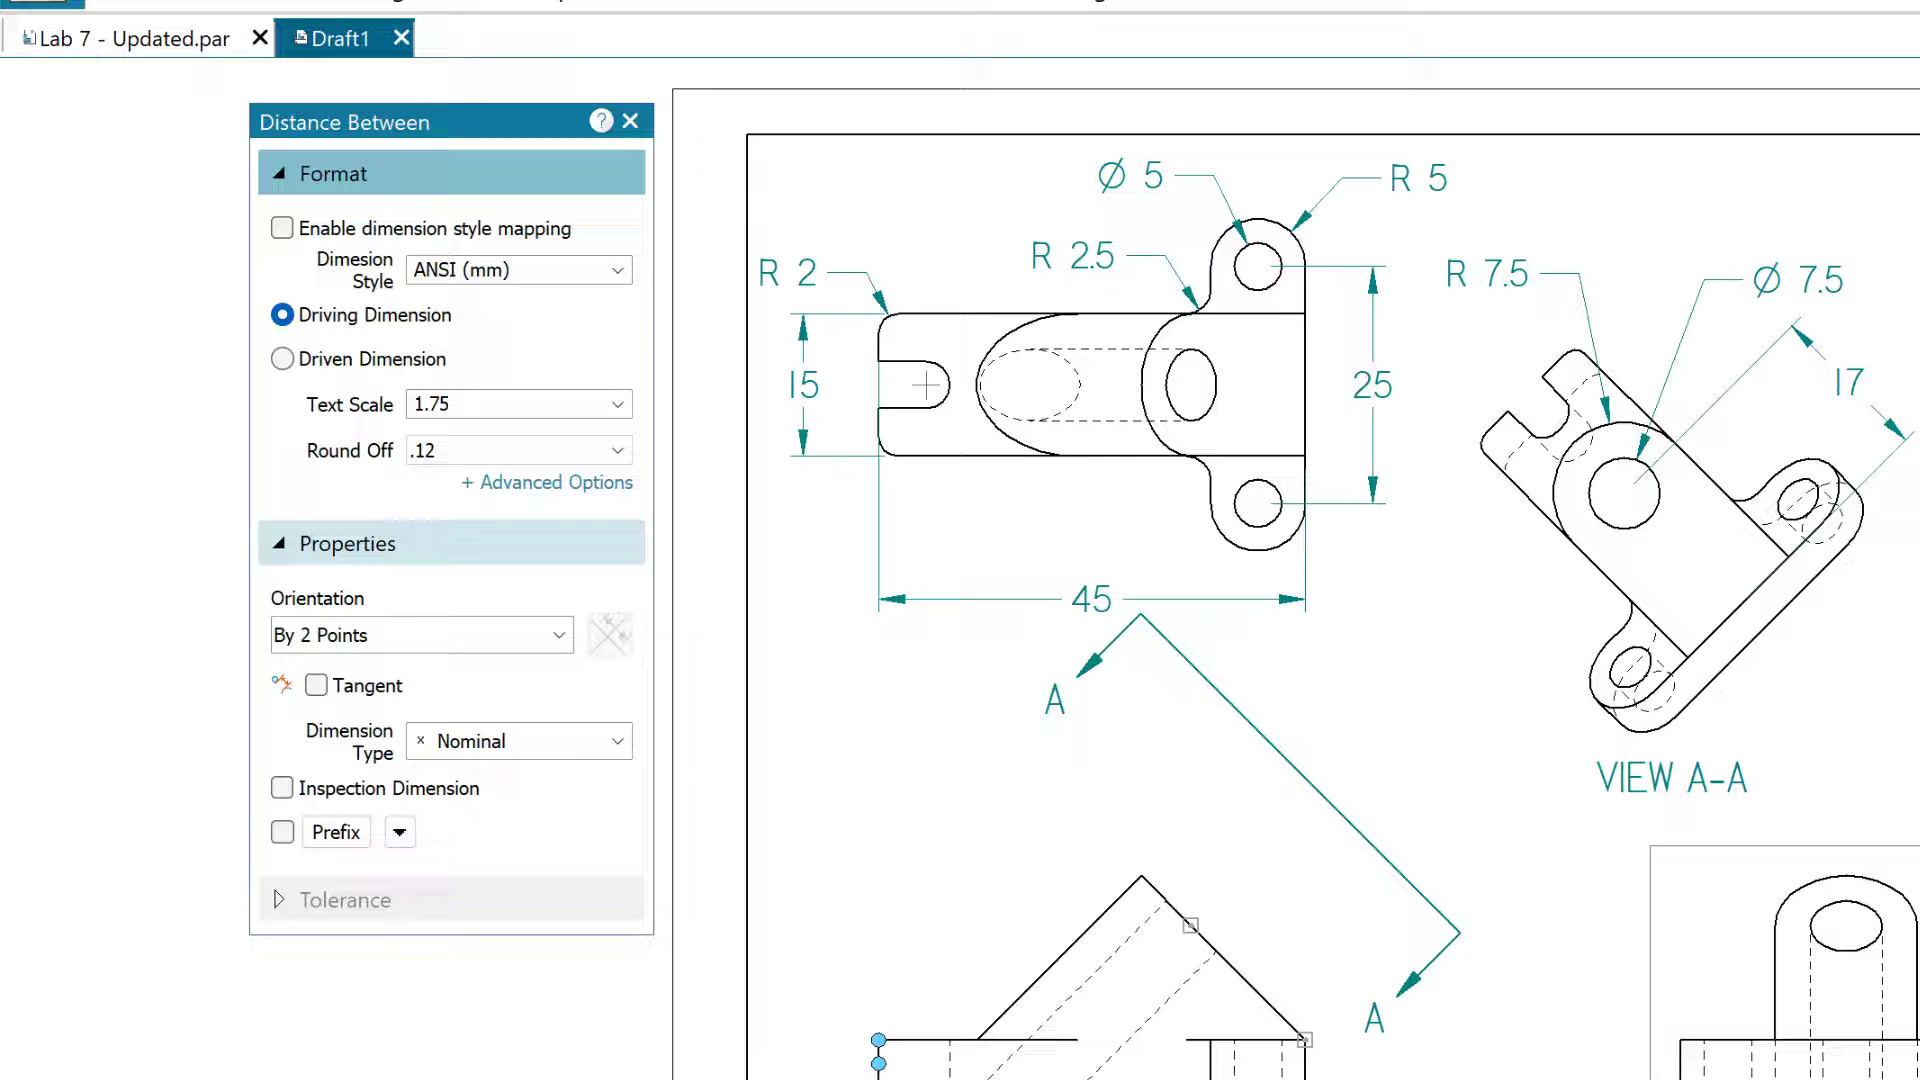 Lab 7 - Updated.par
Draft1
Distance Between
Format
Enable dimension style mapping
Dimesion
Style
ANSI (mm)
Driving Dimension
Driven Dimension
Text Scale
1.75
Round Off
.12
+ Advanced Options
Properties
Orientation
By 2 Points
Tangent
Dimension
Type
Nominal
Inspection Dimension
Prefix
Tolerance
Ø 5
R 5
R 2.5
R 2
15
25
45
R 7.5
Ø 7.5
17
A
VIEW A-A
A